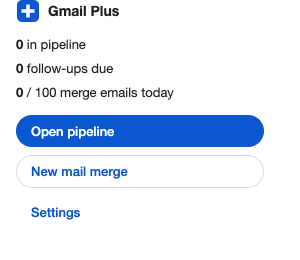 Gmail Plus
0 in pipeline
0 follow-ups due
0 / 100 merge emails today
Open pipeline
New mail merge
Settings